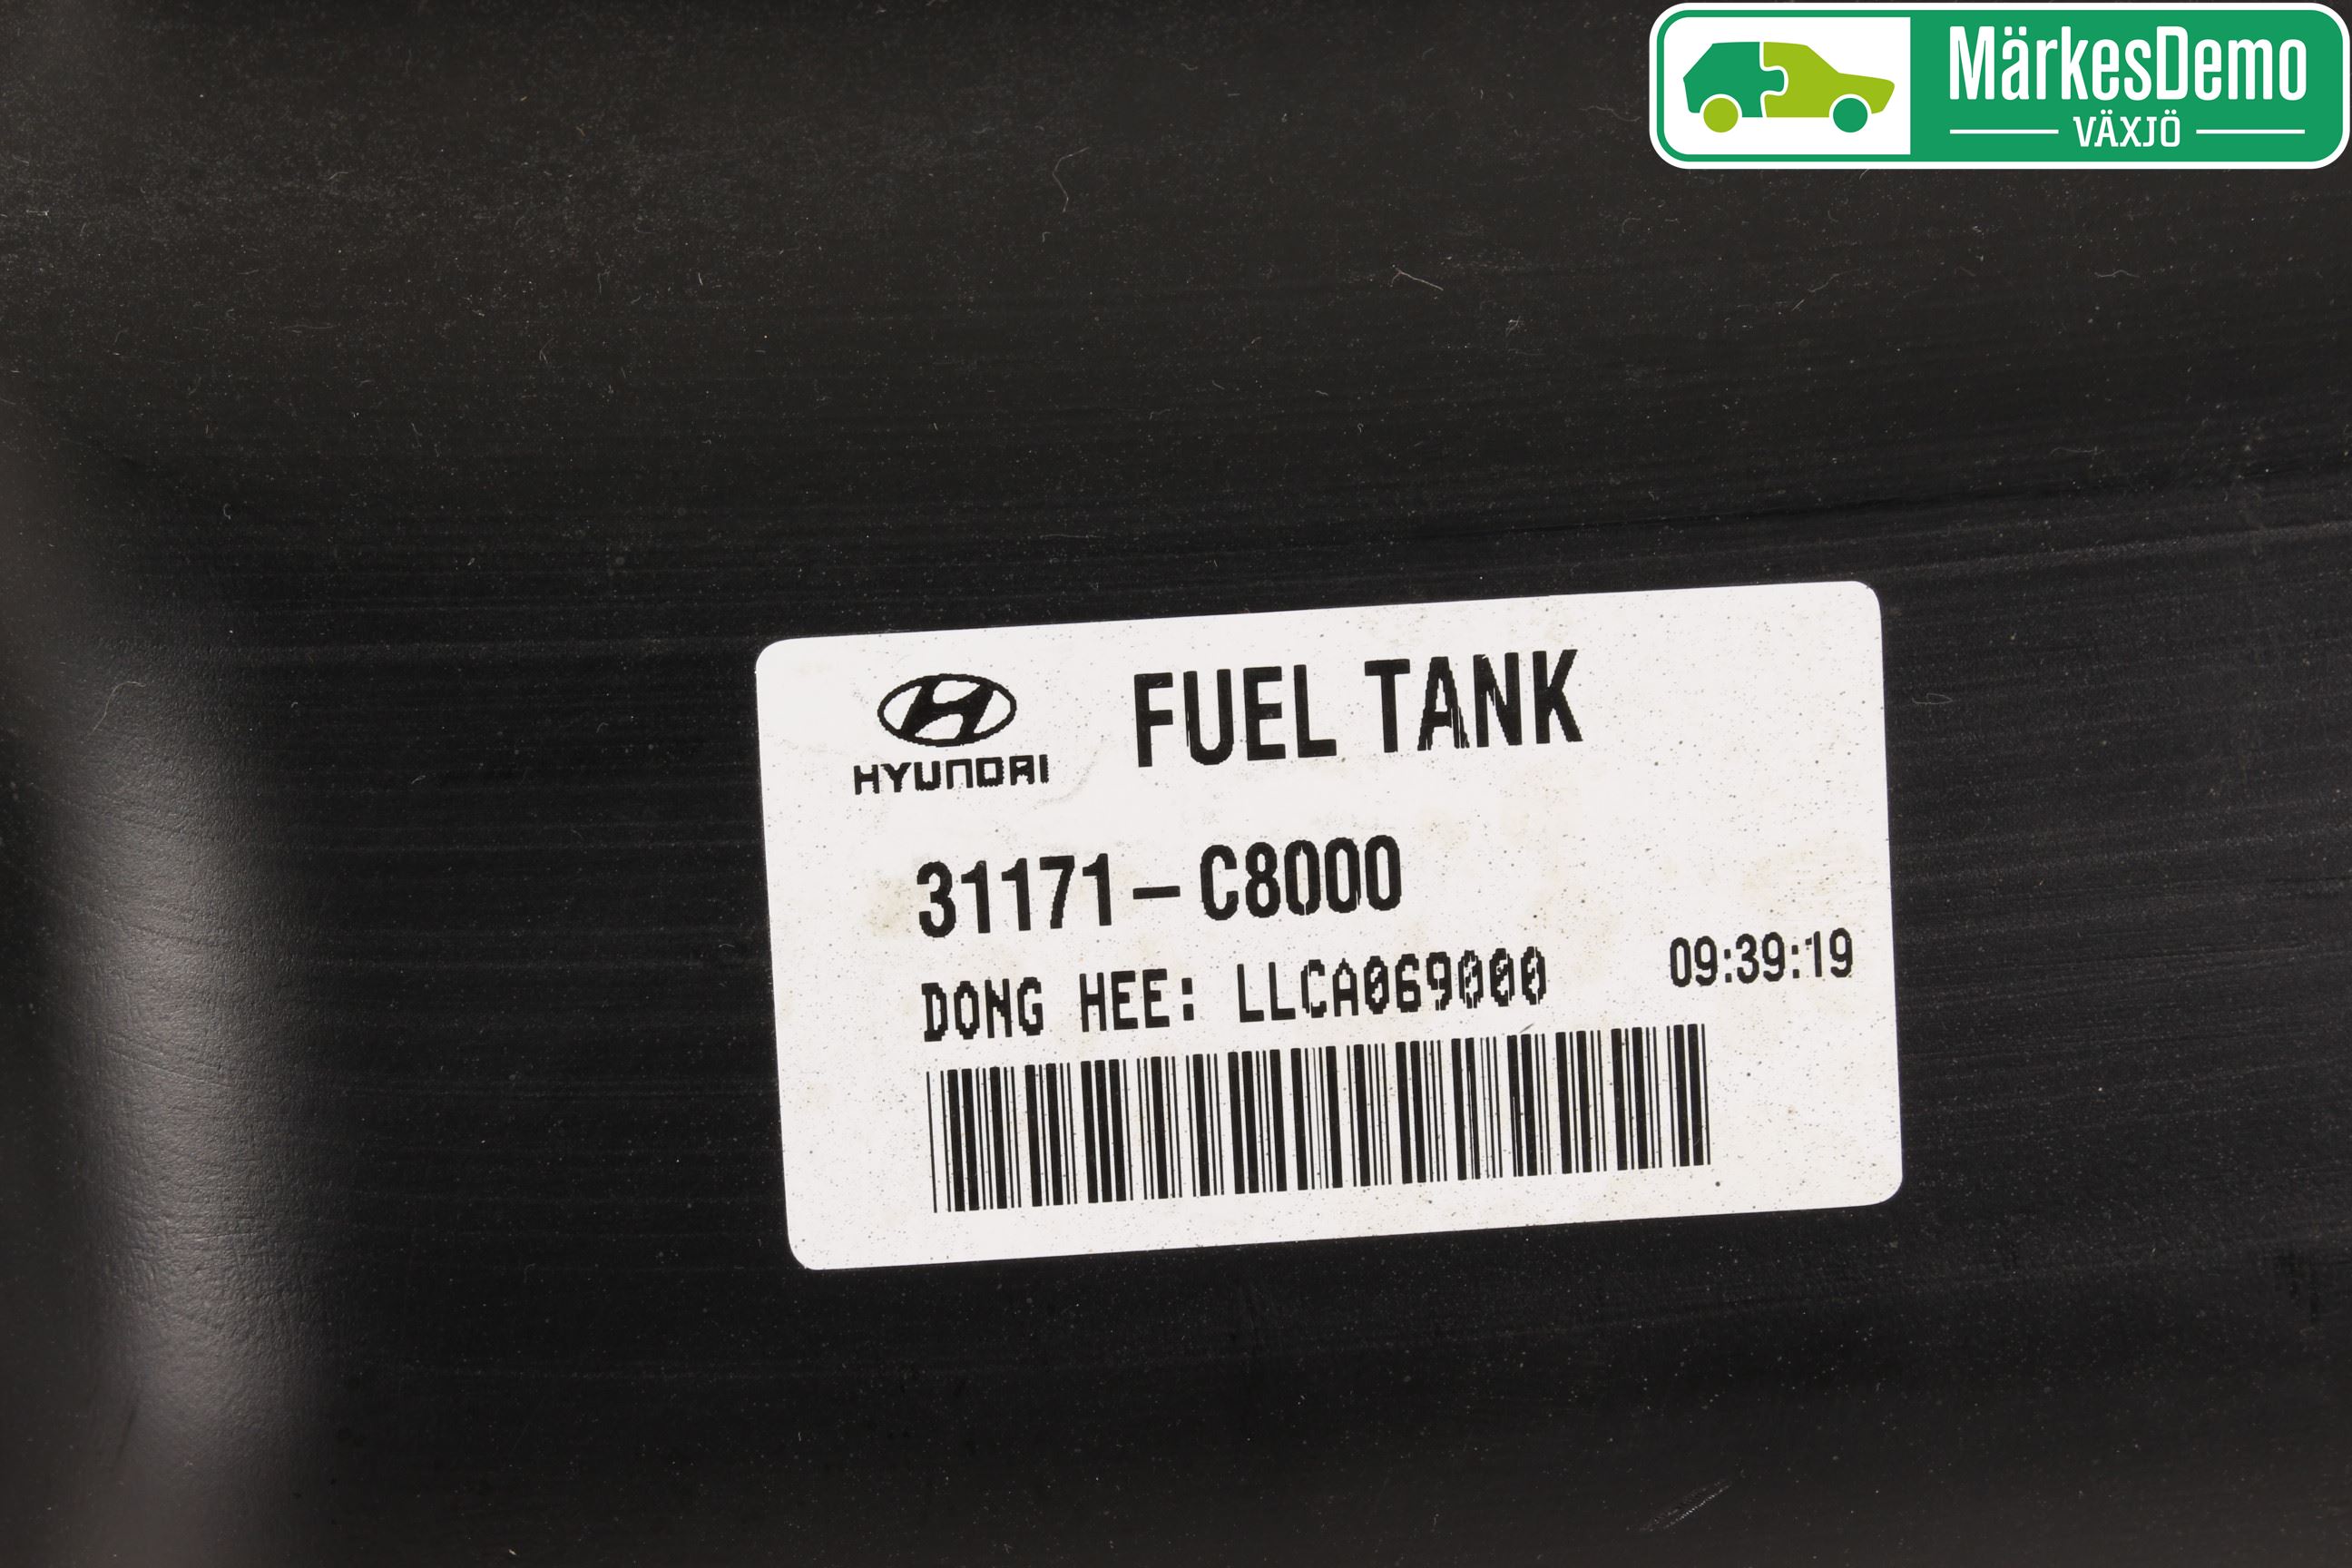 MärkesDemo
VÄXJÖ
HYUNDAI
FUEL TANK
31171-C8000
DONG HEE: LLCA069000
09:39:19